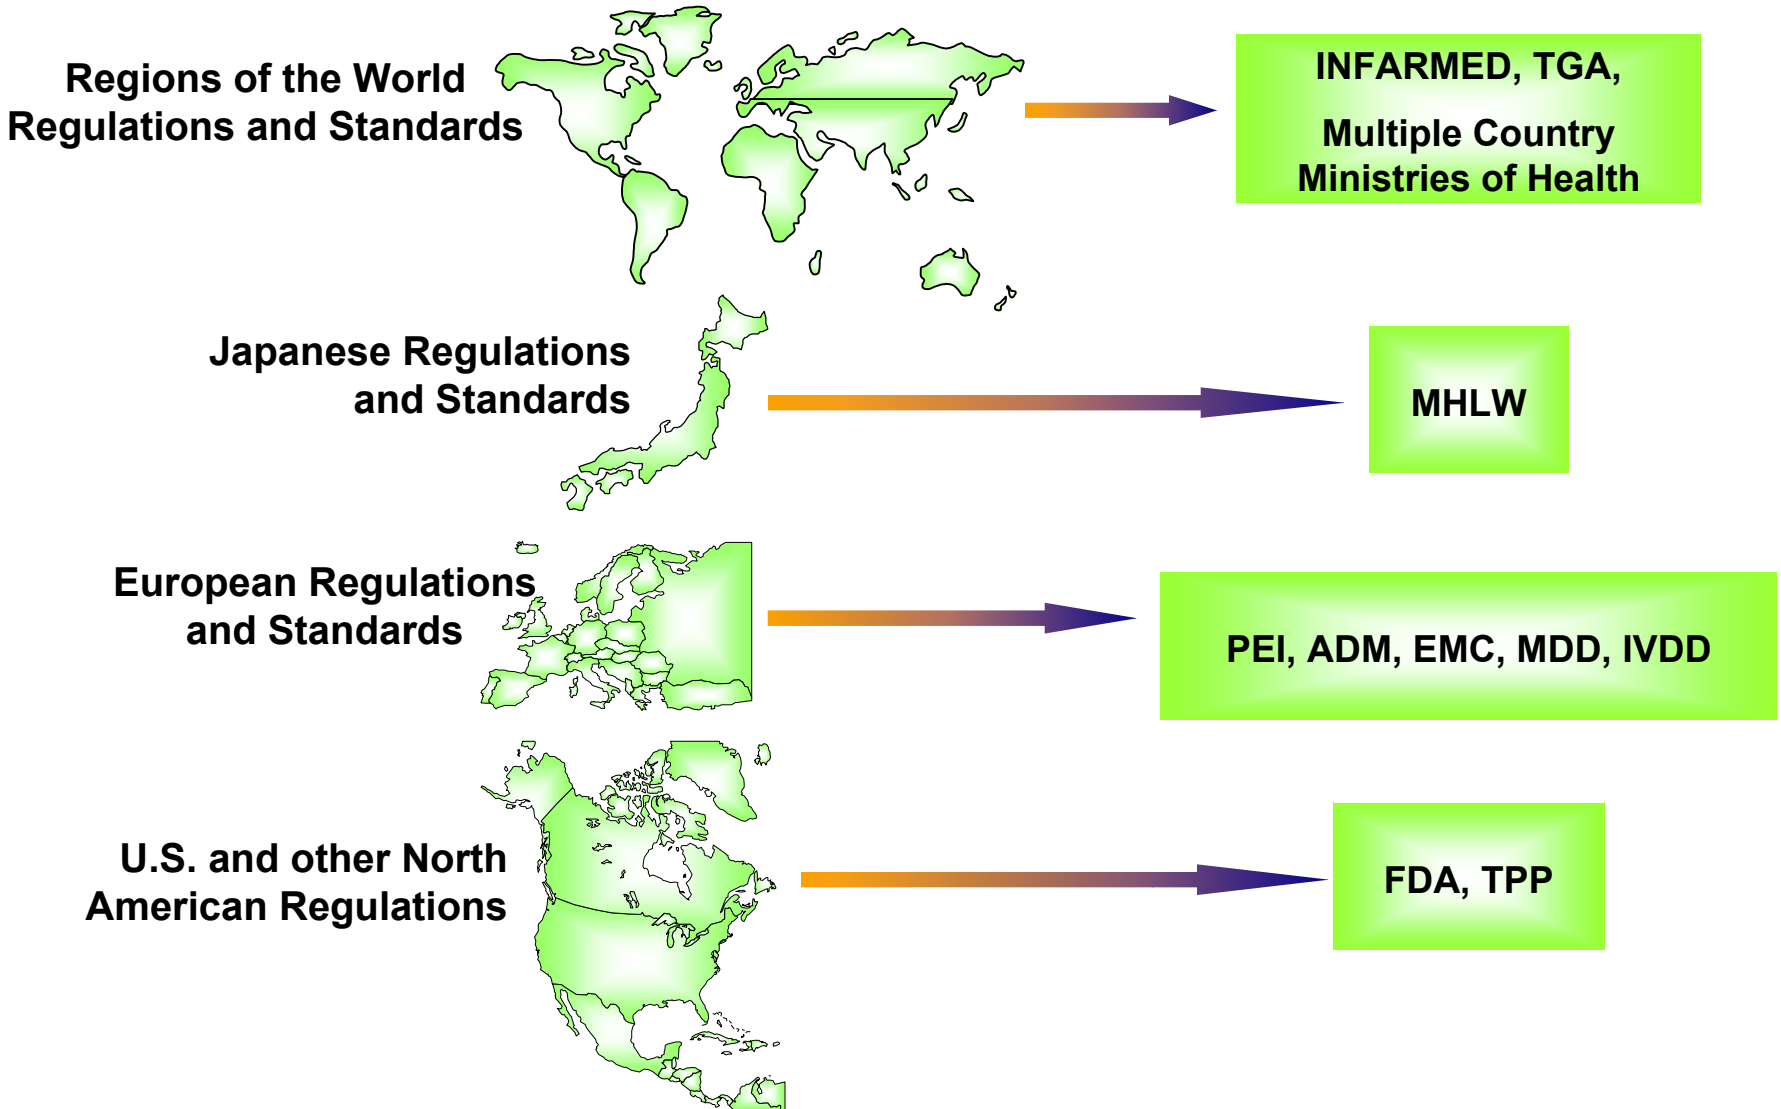 Regions of the World
Regulations and Standards
INFARMED, TGA,
Multiple Country
Ministries of Health
Japanese Regulations
and Standards
MHLW
European Regulations
and Standards
PEI, ADM, EMC, MDD, IVDD
U.S. and other North
American Regulations
FDA, TPP